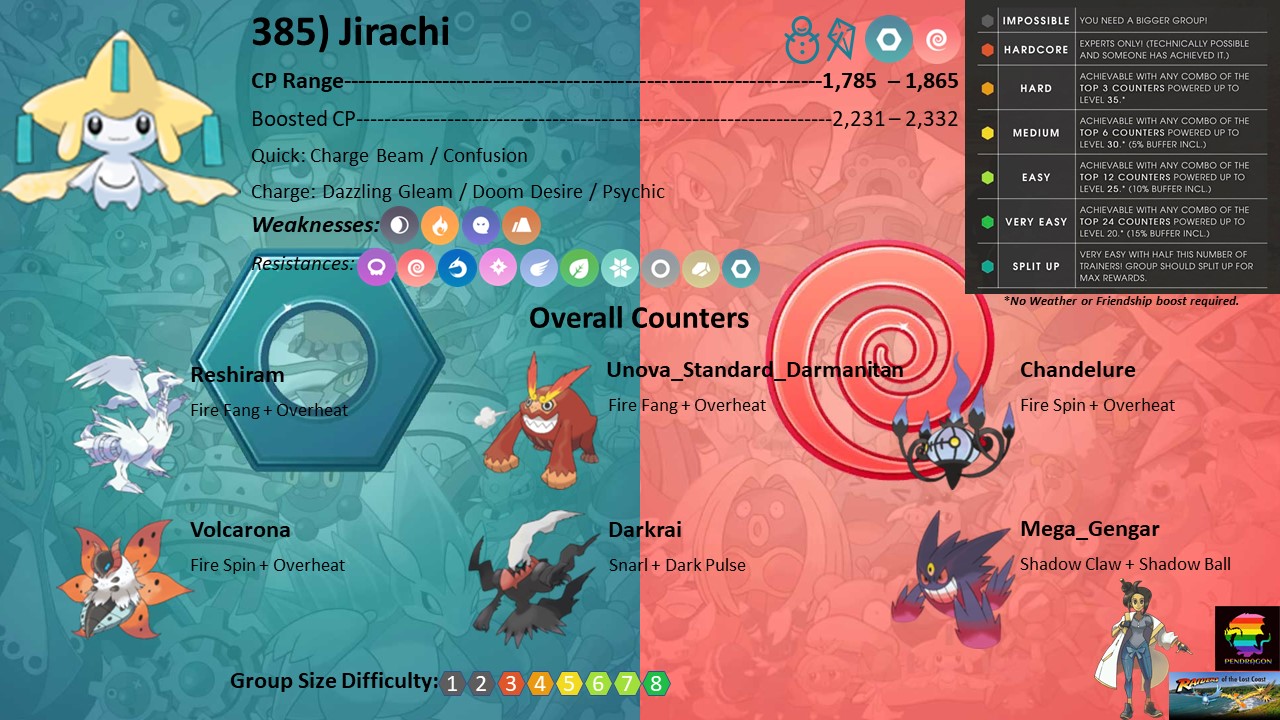 385) Jirachi
CP Range-----------------------------------------------------------------------1,785 – 1,865
Boosted CP-----------------------------------------------------------------------2,231 – 2,332
Quick: Charge Beam / Confusion
Charge: Dazzling Gleam / Doom Desire / Psychic
Weaknesses:
Resistances:
IMPOSSIBLE YOU NEED A BIGGER GROUP!
HARDCORE EXPERTS ONLY! (TECHNICALLY POSSIBLE
AND SOMEONE HAS ACHIEVED IT.)
HARD ACHIEVABLE WITH ANY COMBO OF THE
TOP 3 COUNTERS POWERED UP TO
LEVEL 35.*
MEDIUM ACHIEVABLE WITH ANY COMBO OF THE
TOP 6 COUNTERS POWERED UP TO
LEVEL 30.* (5% BUFFER INCL.)
EASY ACHIEVABLE WITH ANY COMBO OF THE
TOP 12 COUNTERS POWERED UP TO
LEVEL 25.* (10% BUFFER INCL.)
VERY EASY ACHIEVABLE WITH ANY COMBO OF THE
TOP 24 COUNTERS POWERED UP TO
LEVEL 20.* (15% BUFFER INCL.)
SPLIT UP VERY EASY WITH HALF THIS NUMBER OF
TRAINERS! GROUP SHOULD SPLIT UP FOR
MAX REWARDS.
*No Weather or Friendship boost required.
Overall Counters
Reshiram
Fire Fang + Overheat
Unova_Standard_Darmanitan
Fire Fang + Overheat
Chandelure
Fire Spin + Overheat
Volcarona
Fire Spin + Overheat
Darkrai
Snarl + Dark Pulse
Mega_Gengar
Shadow Claw + Shadow Ball
Group Size Difficulty: 1 2 3 4 5 6 7 8
PENDRAGON
RAIDERS of the Lost Coast